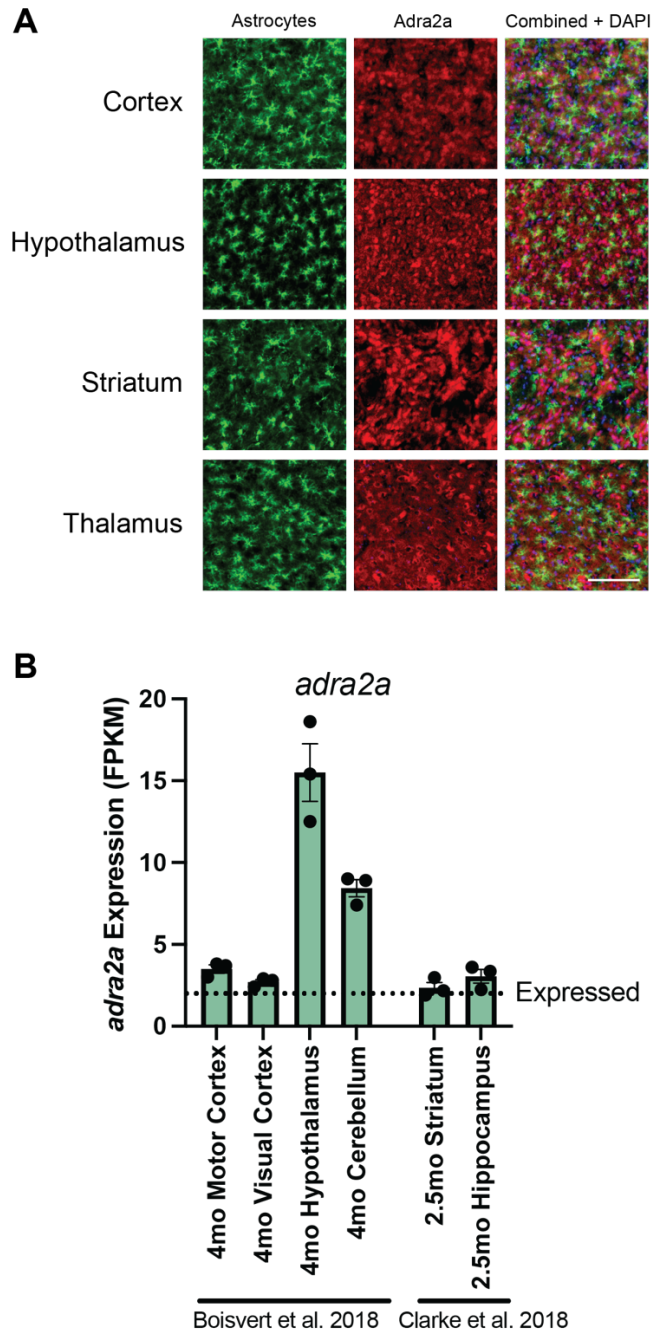 A
Astrocytes Adra2a Combined + DAPI
Cortex
Hypothalamus
Striatum
Thalamus
B
adra2a
adra2a Expression (FPKM)
20
15
10
5
0
Expressed
4mo Motor Cortex
4mo Visual Cortex
4mo Hypothalamus
4mo Cerebellum
2.5mo Striatum
2.5mo Hippocampus
Boisvert et al. 2018 Clarke et al. 2018